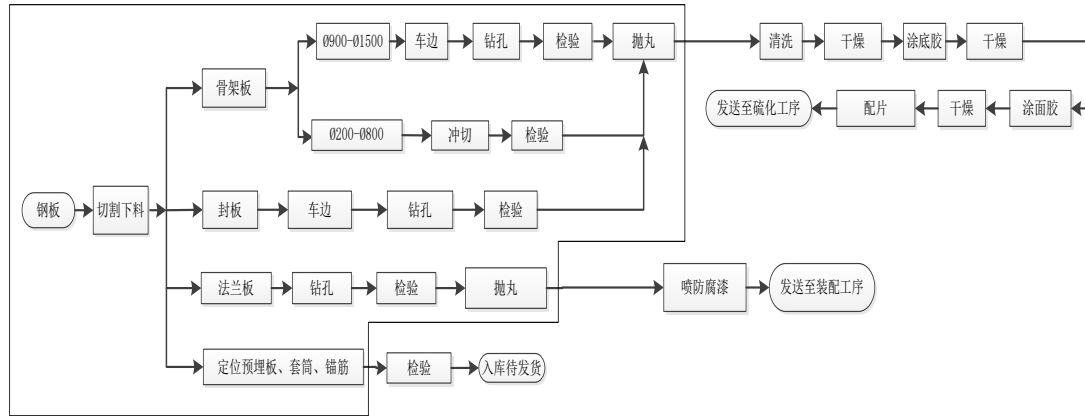 Ø900-Ø1500
车边
钻孔
检验
抛丸
清洗
干燥
涂底胶
干燥
骨架板
发送至硫化工序
配片
干燥
涂面胶
Ø200-Ø800
冲切
检验
钢板
切割下料
封板
车边
钻孔
检验
法兰板
钻孔
检验
抛丸
喷防腐漆
发送至装配工序
定位预埋板、套筒、锚筋
检验
入库待发货